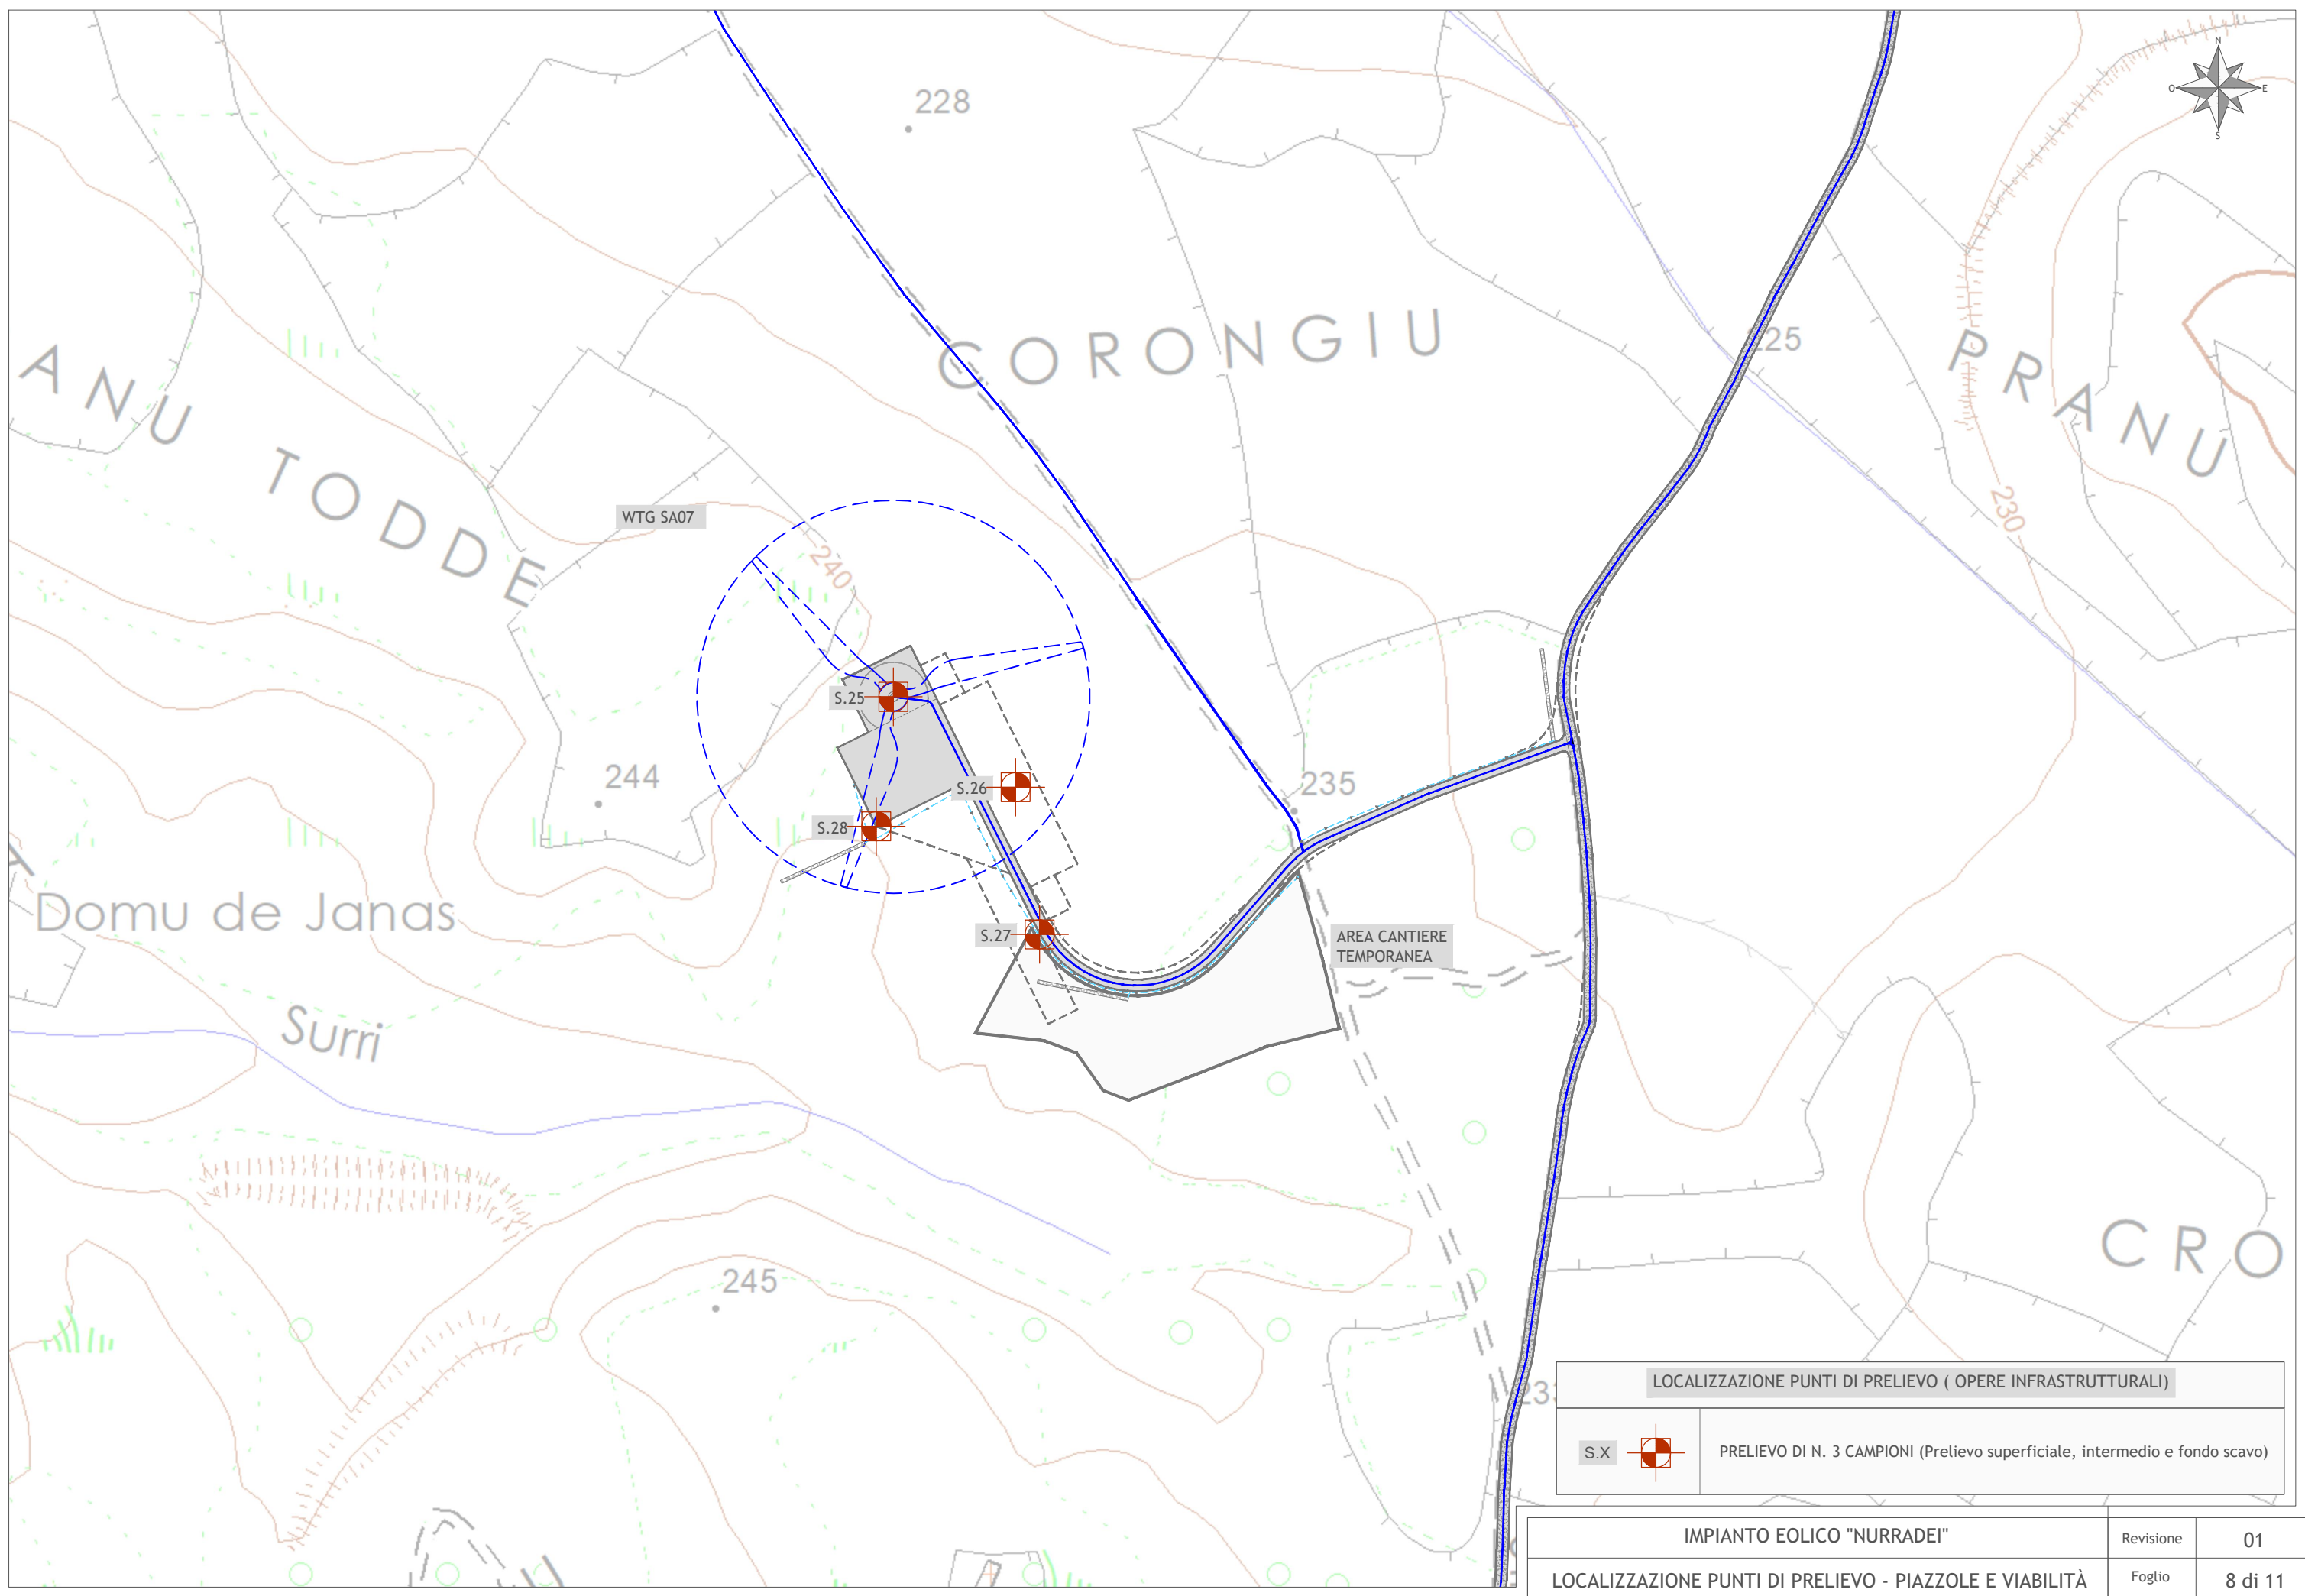 N
O
E
S
228
CORONGIU
225
PRANU
ANU TODDE
230
WTG SA07
240
S.25
244
S.26
235
S.28
Domu de Janas
S.27
AREA CANTIERE
TEMPORANEA
Surri
CRO
245
LOCALIZZAZIONE PUNTI DI PRELIEVO ( OPERE INFRASTRUTTURALI)
S.X
PRELIEVO DI N. 3 CAMPIONI (Prelievo superficiale, intermedio e fondo scavo)
IMPIANTO EOLICO "NURRADEI"
Revisione
01
LOCALIZZAZIONE PUNTI DI PRELIEVO - PIAZZOLE E VIABILITÀ
Foglio
8 di 11